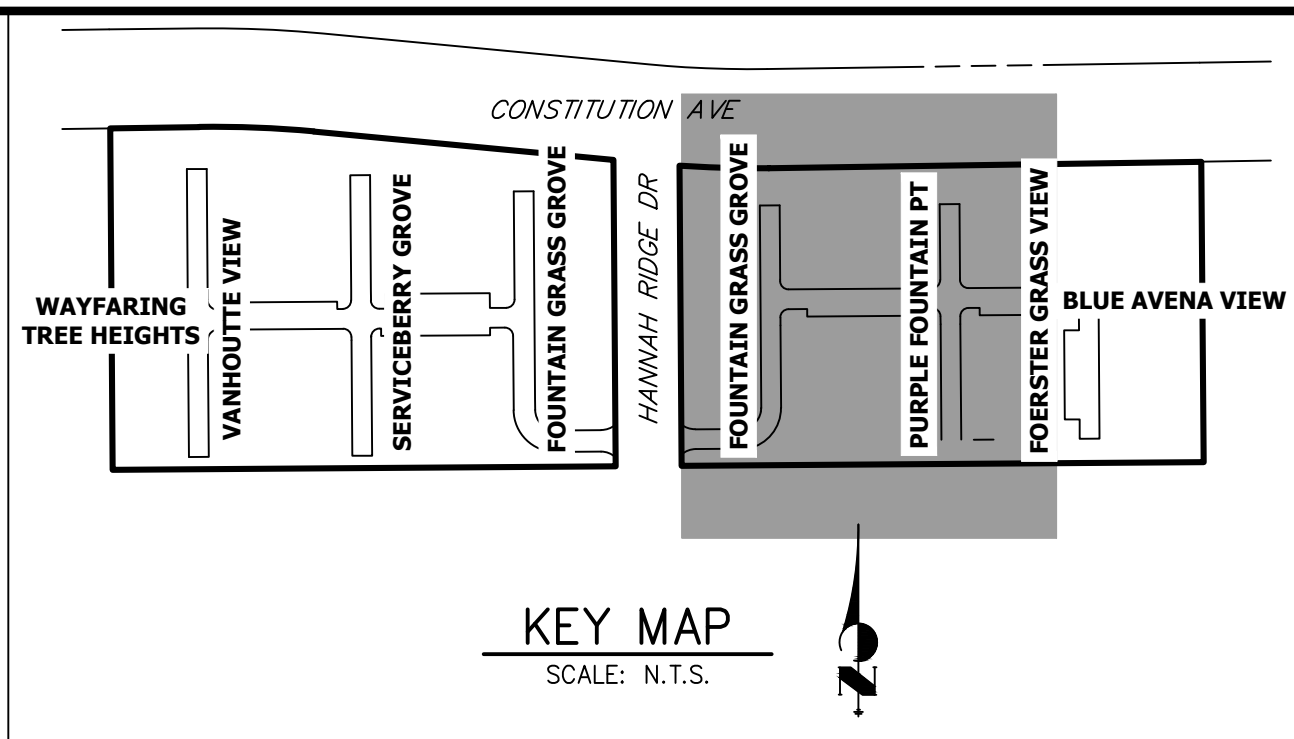 CONSTITUTION AVE
WAYFARING
TREE HEIGHTS
VANHOUTTE VIEW
SERVICEBERRY GROVE
FOUNTAIN GRASS GROVE
HANNAH RIDGE DR
FOUNTAIN GRASS GROVE
PURPLE FOUNTAIN PT
FOERSTER GRASS VIEW
BLUE AVENA VIEW
KEY MAP
SCALE: N.T.S.
N